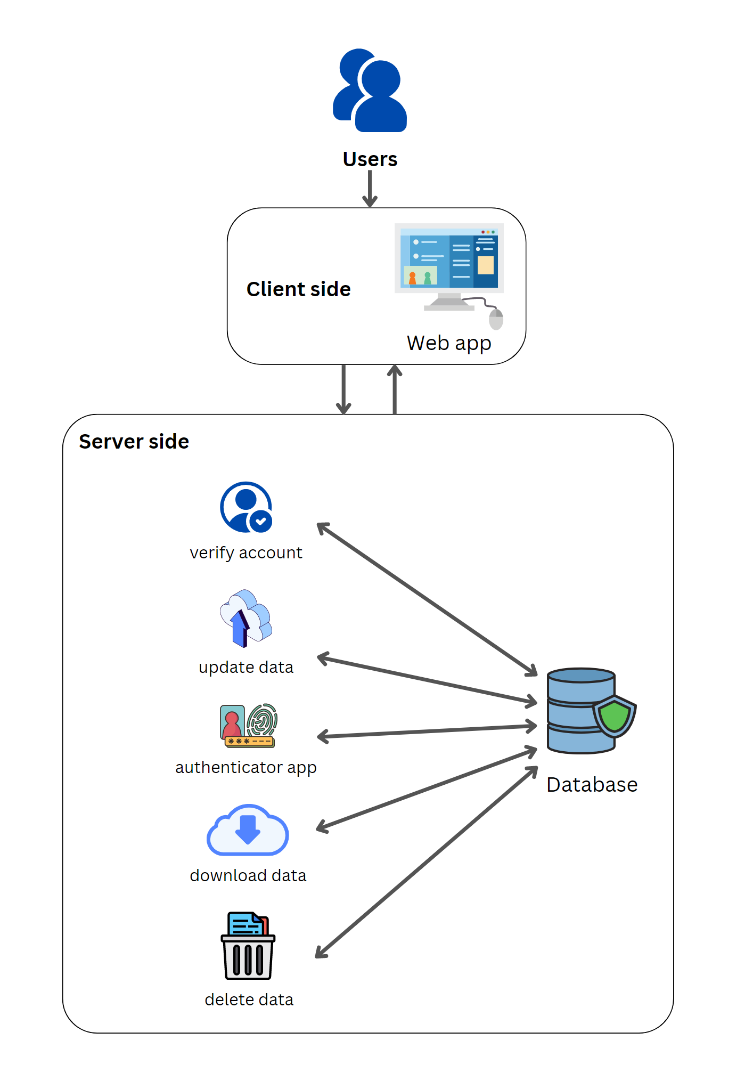 Users
Client side
Web app
Server side
verify account
update data
authenticator app
download data
delete data
Database